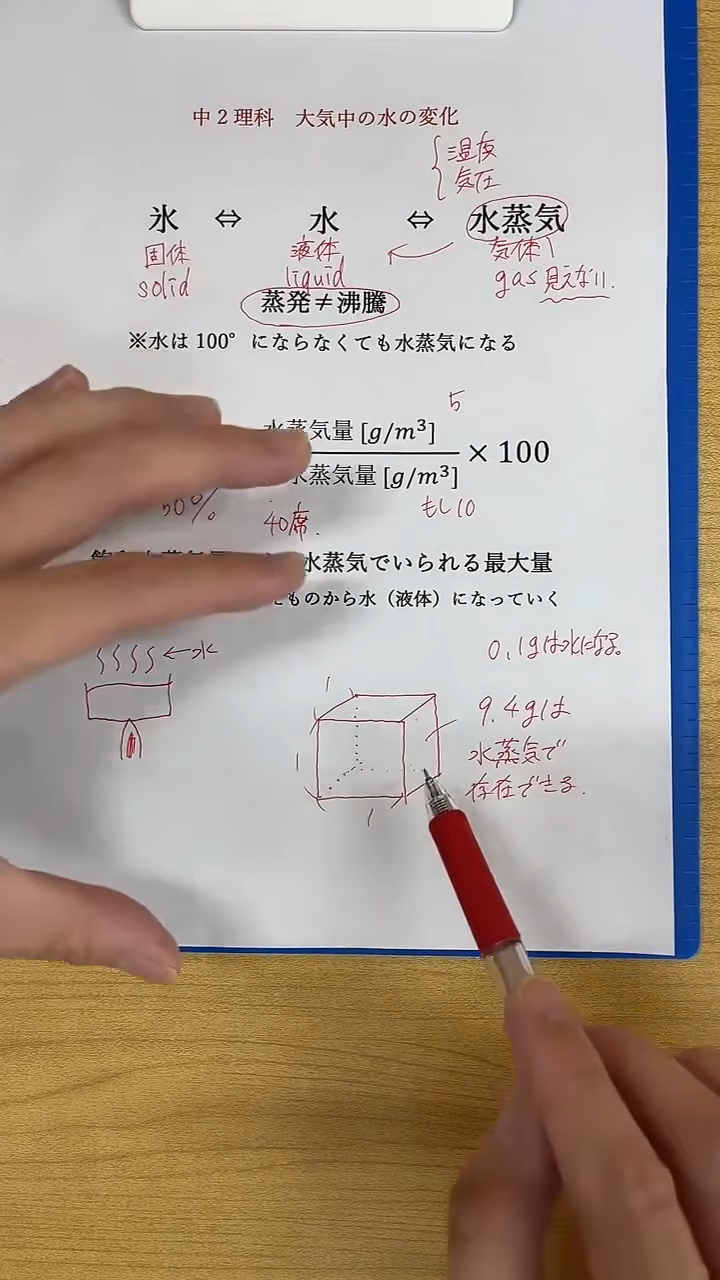 中2理科 大気中の水の変化
温度
気圧
氷 ⇔ 水 ⇔ 水蒸気
固体 液体 気体
solid liquid gas 見えない.
蒸発≠沸騰
※水は100°にならなくても水蒸気になる
5
水蒸気量 [g/m³]
水蒸気量 [g/m³] × 100
50% 40席. もし10
水蒸気でいられる最大量
ものから水（液体）になっていく
0.1gは水になる。
←水
1
1
1
9.4gは
水蒸気で
存在できる.